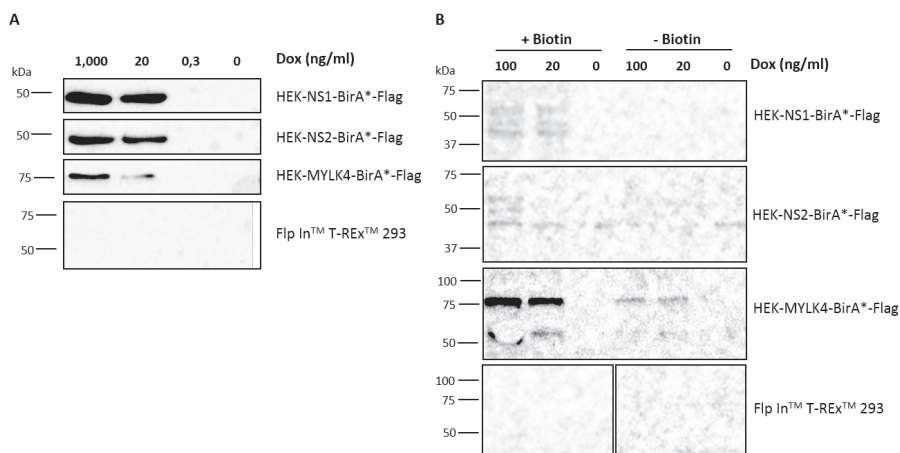 A
kDa
1,000 20 0,3 0 Dox (ng/ml)
50 HEK-NS1-BirA*-Flag
50 HEK-NS2-BirA*-Flag
75 HEK-MYLK4-BirA*-Flag
75
Flp In™ T-REx™ 293
50
B
+ Biotin - Biotin
kDa
100 20 0 100 20 0 Dox (ng/ml)
75
50 HEK-NS1-BirA*-Flag
37
75
50 HEK-NS2-BirA*-Flag
37
100
75 HEK-MYLK4-BirA*-Flag
50
100
75
Flp In™ T-REx™ 293
50